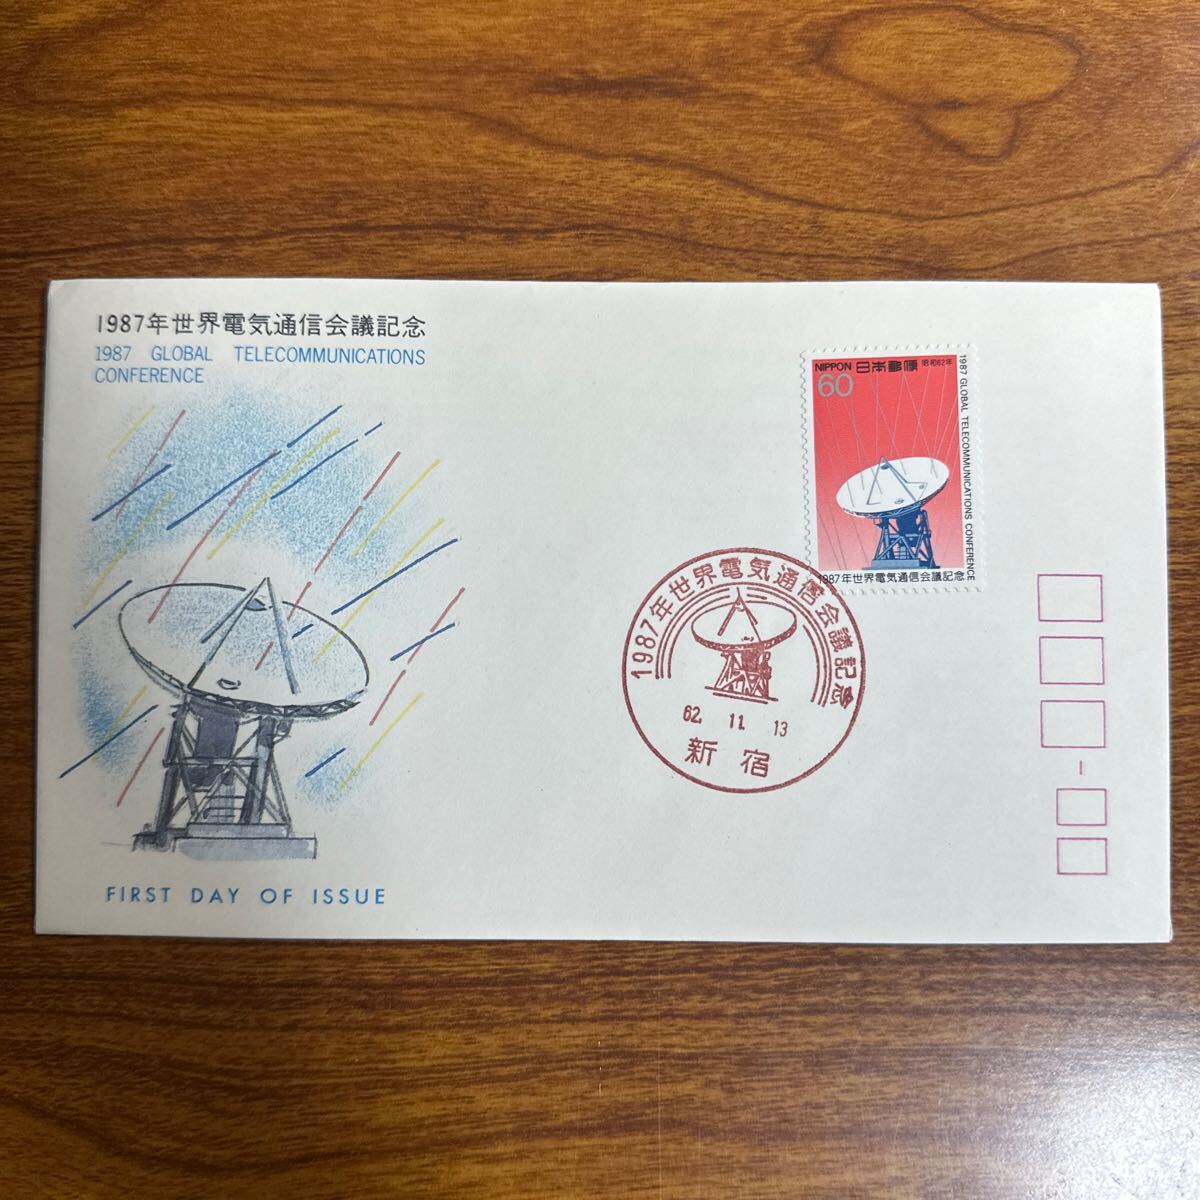 1987年世界電気通信会議記念
1987 GLOBAL TELECOMMUNICATIONS
CONFERENCE
NIPPON 日本郵便 昭和62年
60
1987 GLOBAL TELECOMMUNICATIONS CONFERENCE
1987年世界電気通信会議記念
1987年世界電気通信会議記念
62. 11. 13
新宿
FIRST DAY OF ISSUE